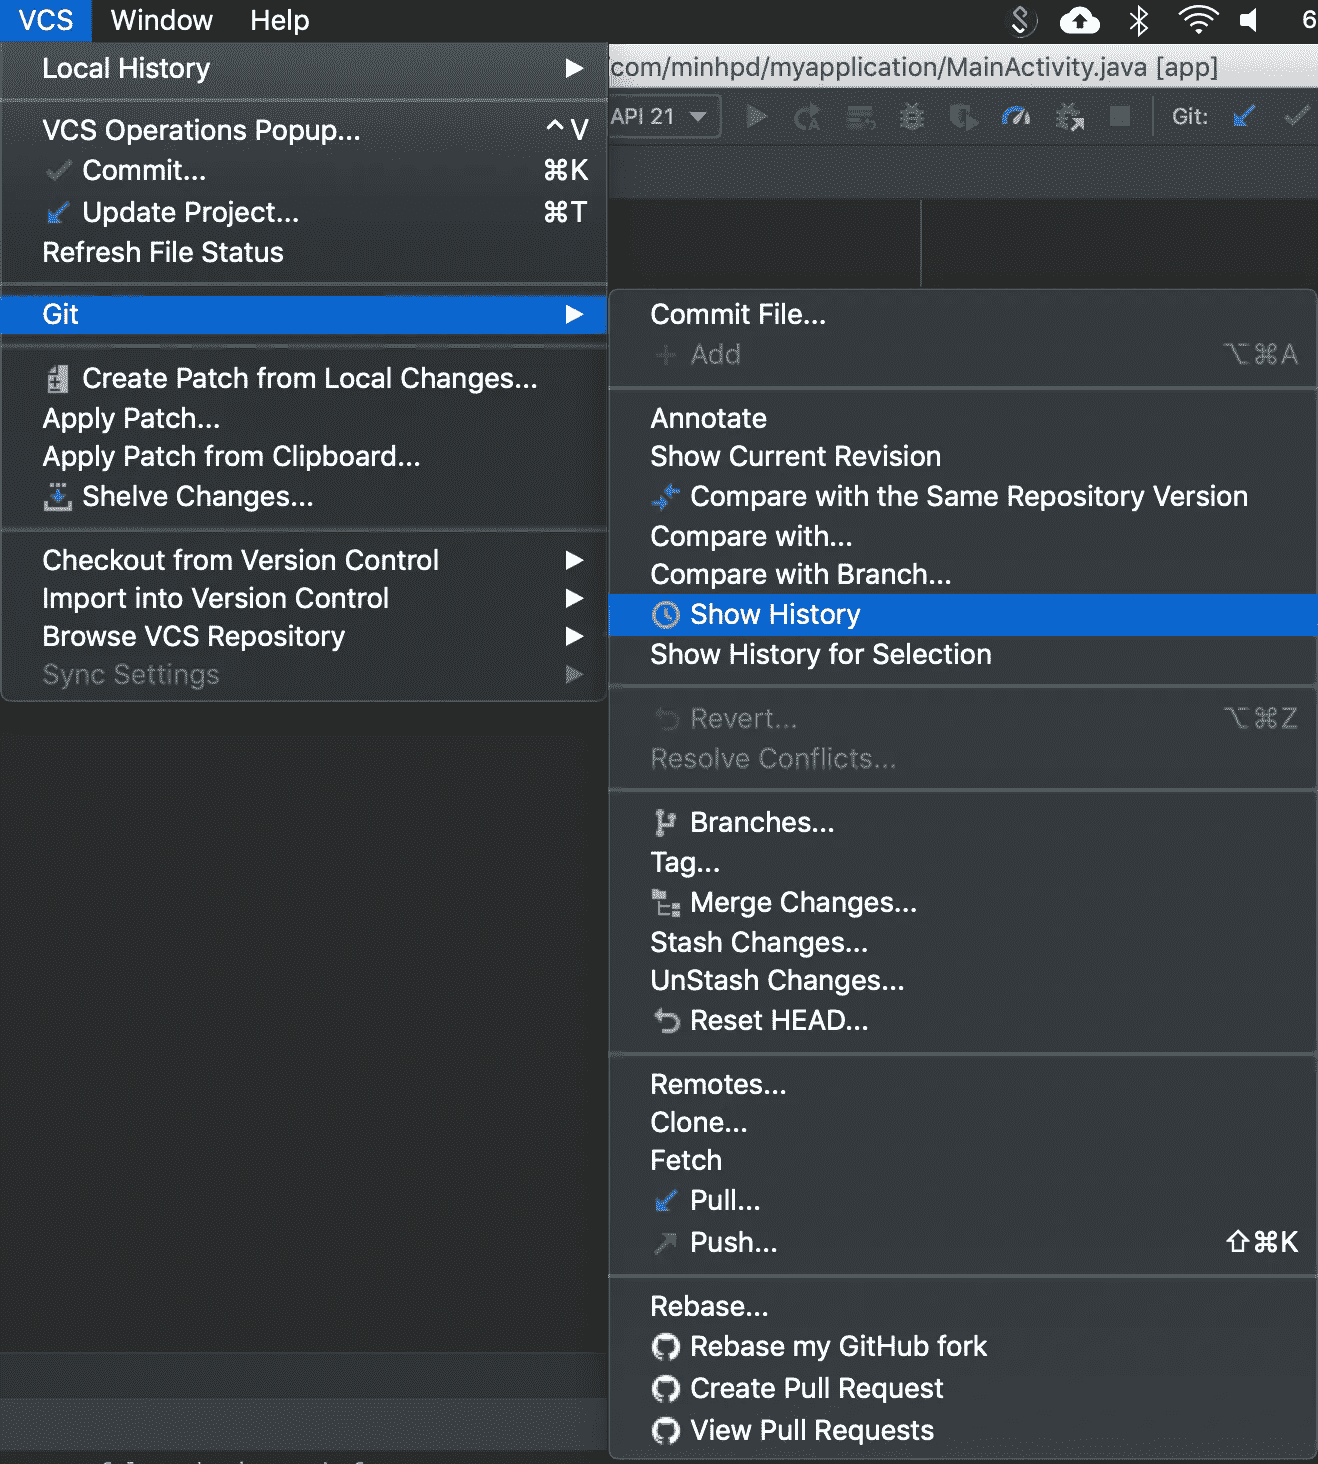 VCS Window Help 6
Local History
com/minhpd/myapplication/MainActivity.java [app]
VCS Operations Popup... ^V
API 21 Git:
Commit... ⌘K
Update Project... ⌘T
Refresh File Status
Git
Create Patch from Local Changes...
Apply Patch...
Apply Patch from Clipboard...
Shelve Changes...
Checkout from Version Control
Import into Version Control
Browse VCS Repository
Sync Settings
Commit File...
Add ⌥⌘A
Annotate
Show Current Revision
Compare with the Same Repository Version
Compare with...
Compare with Branch...
Show History
Show History for Selection
Revert... ⌥⌘Z
Resolve Conflicts...
Branches...
Tag...
Merge Changes...
Stash Changes...
UnStash Changes...
Reset HEAD...
Remotes...
Clone...
Fetch
Pull...
Push... ⇧⌘K
Rebase...
Rebase my GitHub fork
Create Pull Request
View Pull Requests